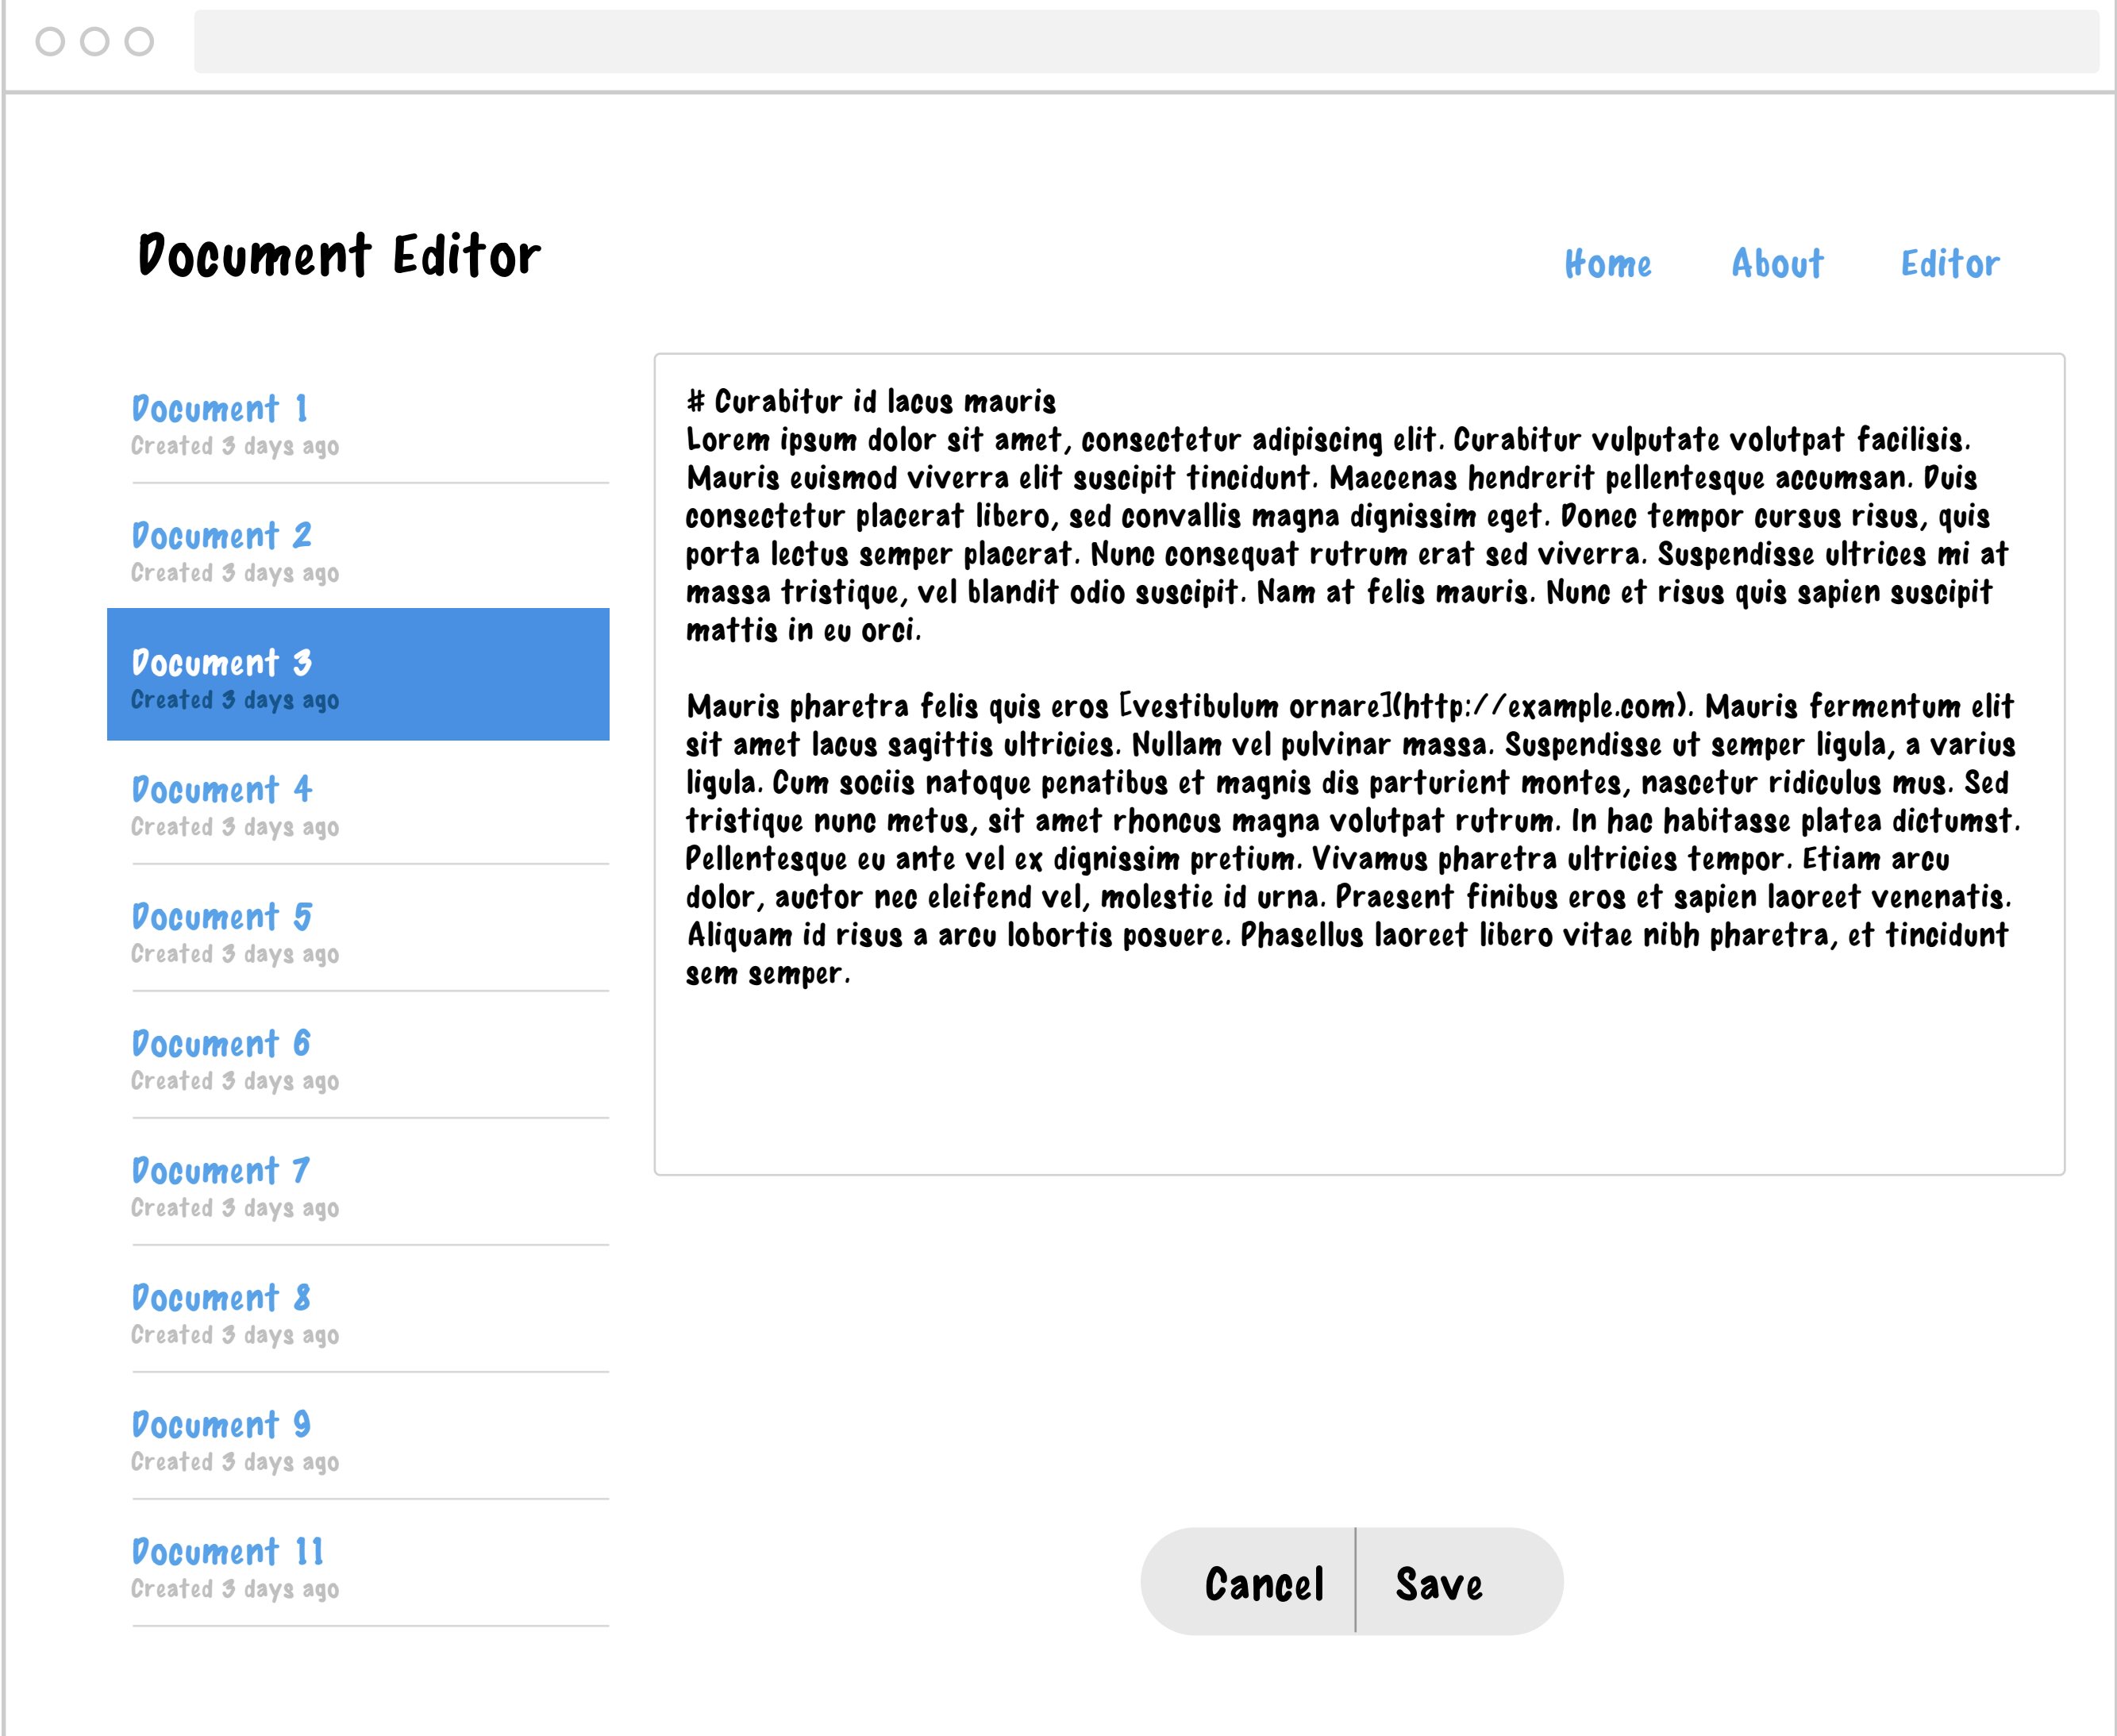 Document Editor
Home About Editor
Document 1
Created 3 days ago
Document 2
Created 3 days ago
Document 3
Created 3 days ago
Document 4
Created 3 days ago
Document 5
Created 3 days ago
Document 6
Created 3 days ago
Document 7
Created 3 days ago
Document 8
Created 3 days ago
Document 9
Created 3 days ago
Document 11
Created 3 days ago
# Curabitur id lacus mauris
Lorem ipsum dolor sit amet, consectetur adipiscing elit. Curabitur vulputate volutpat facilisis.
Mauris euismod viverra elit suscipit tincidunt. Maecenas hendrerit pellentesque accumsan. Duis
consectetur placerat libero, sed convallis magna dignissim eget. Donec tempor cursus risus, quis
porta lectus semper placerat. Nunc consequat rutrum erat sed viverra. Suspendisse ultrices mi at
massa tristique, vel blandit odio suscipit. Nam at felis mauris. Nunc et risus quis sapien suscipit
mattis in eu orci.
Mauris pharetra felis quis eros [vestibulum ornare](http://example.com). Mauris fermentum elit
sit amet lacus sagittis ultricies. Nullam vel pulvinar massa. Suspendisse ut semper ligula, a varius
ligula. Cum sociis natoque penatibus et magnis dis parturient montes, nascetur ridiculus mus. Sed
tristique nunc metus, sit amet rhoncus magna volutpat rutrum. In hac habitasse platea dictumst.
Pellentesque eu ante vel ex dignissim pretium. Vivamus pharetra ultricies tempor. Etiam arcu
dolor, auctor nec eleifend vel, molestie id urna. Praesent finibus eros et sapien laoreet venenatis.
Aliquam id risus a arcu lobortis posuere. Phasellus laoreet libero vitae nibh pharetra, et tincidunt
sem semper.
Cancel Save